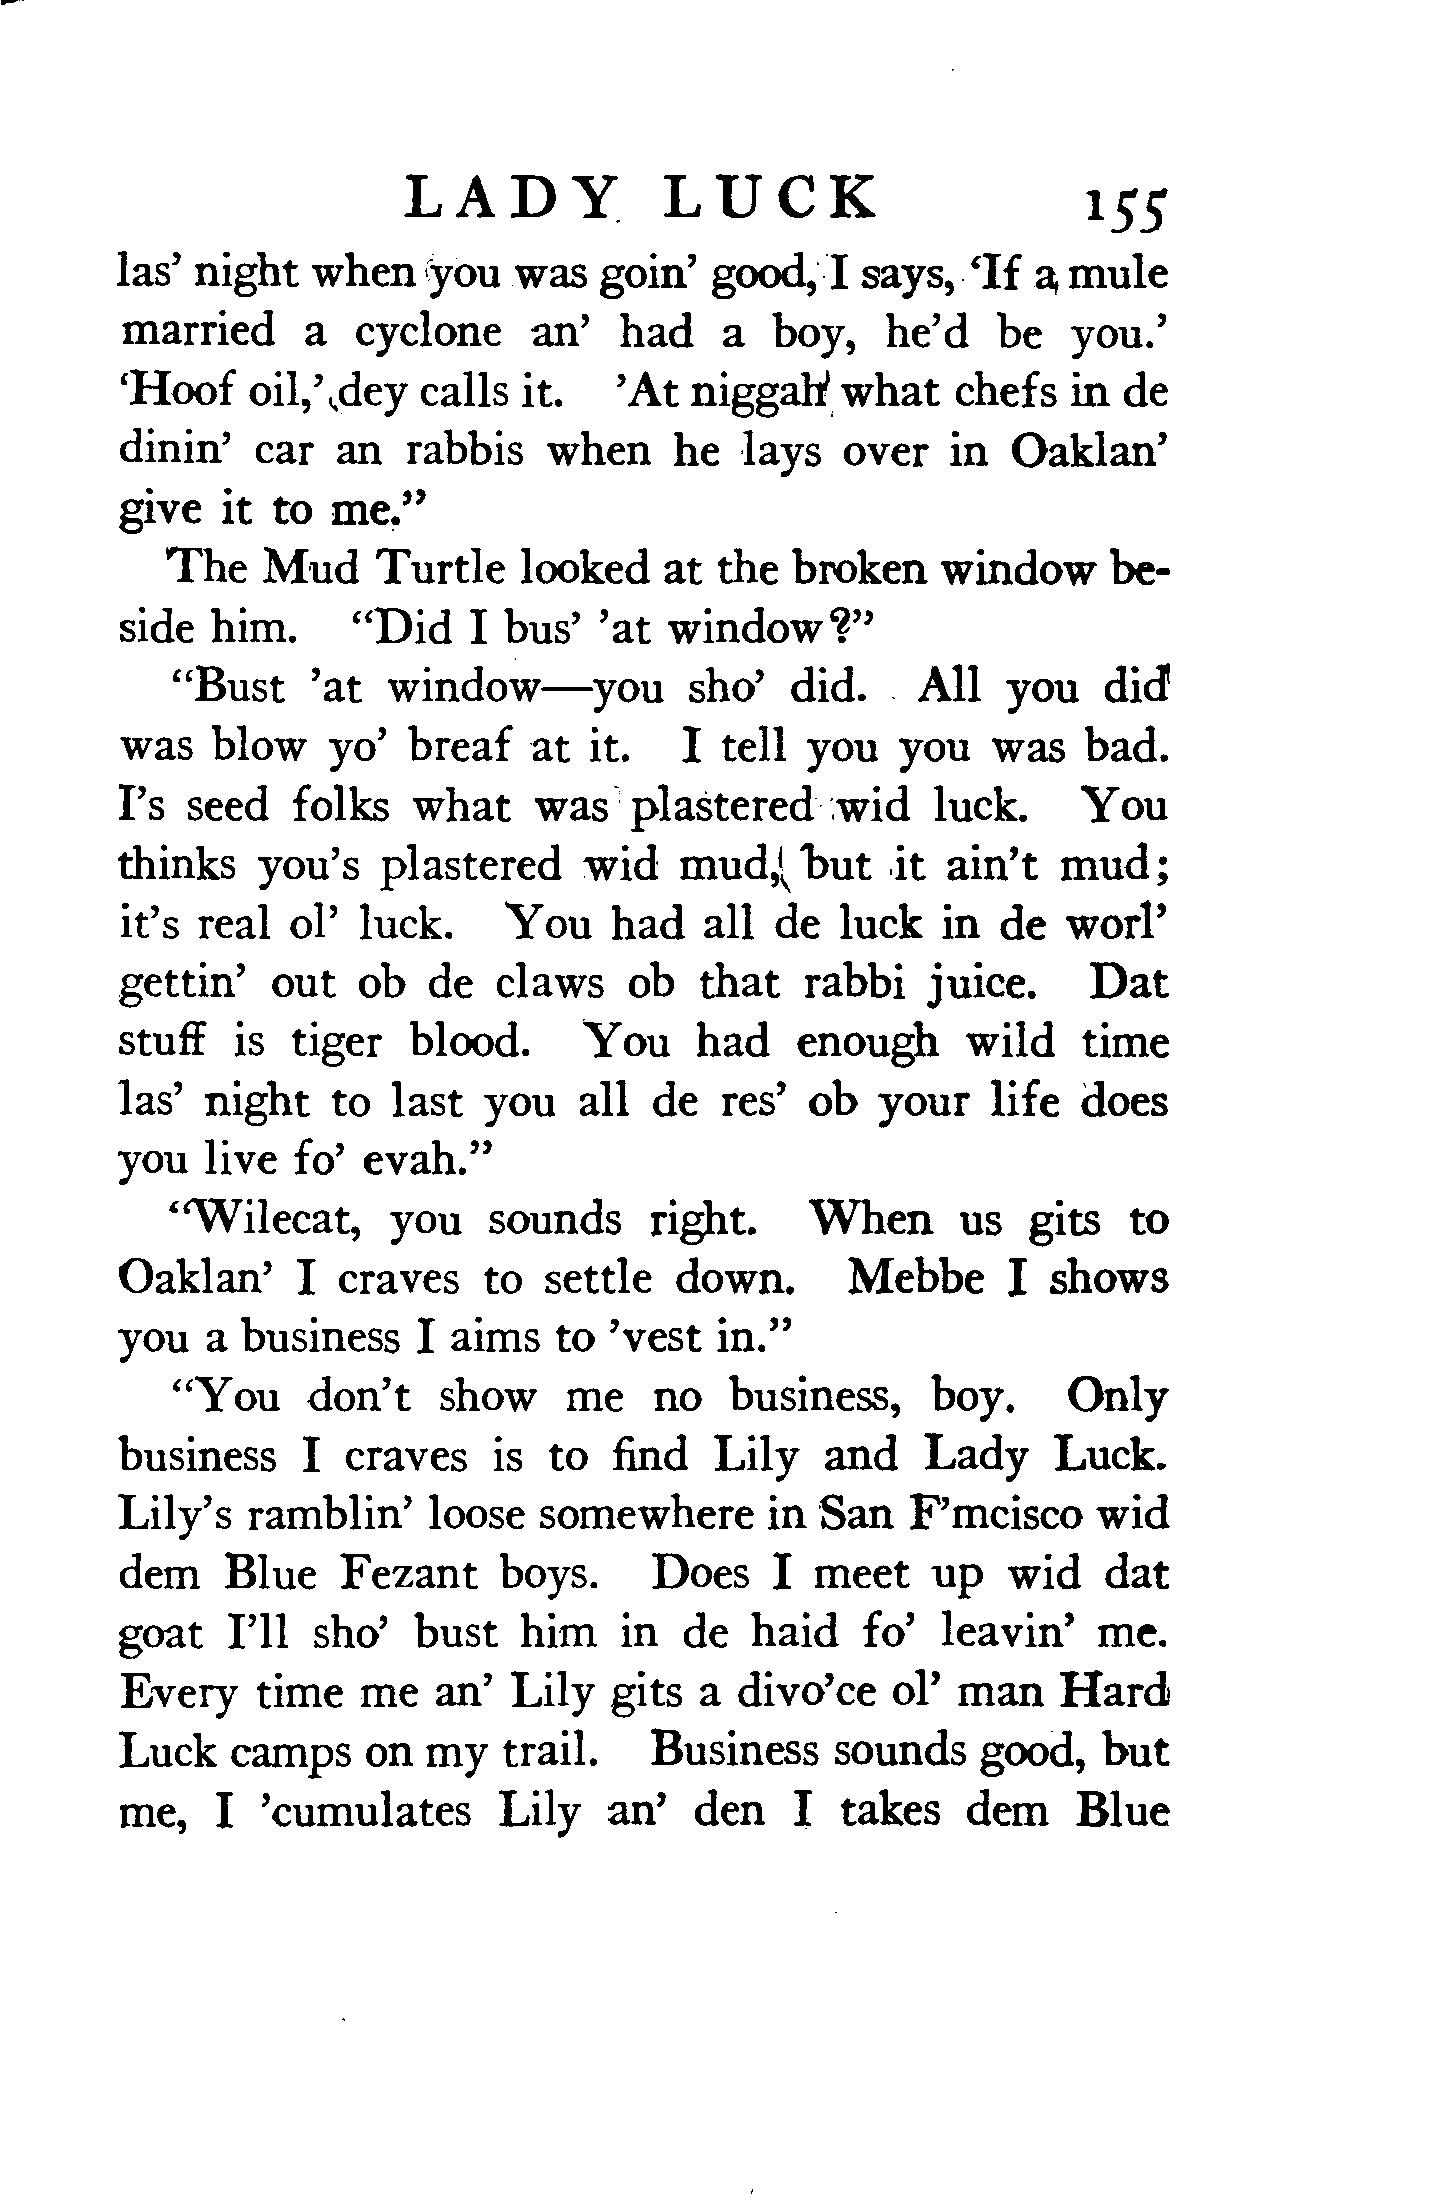 LADY LUCK 155
las' night when you was goin' good, I says, 'If a mule
married a cyclone an' had a boy, he'd be you.'
'Hoof oil,' dey calls it. 'At niggah what chefs in de
dinin' car an rabbis when he lays over in Oaklan'
give it to me."
The Mud Turtle looked at the broken window be-
side him. "Did I bus' 'at window?"
"Bust 'at window—you sho' did. All you did
was blow yo' breaf at it. I tell you you was bad.
I's seed folks what was plastered wid luck. You
thinks you's plastered wid mud, but it ain't mud;
it's real ol' luck. You had all de luck in de worl'
gettin' out ob de claws ob that rabbi juice. Dat
stuff is tiger blood. You had enough wild time
las' night to last you all de res' ob your life does
you live fo' evah."
"Wilecat, you sounds right. When us gits to
Oaklan' I craves to settle down. Mebbe I shows
you a business I aims to 'vest in."
"You don't show me no business, boy. Only
business I craves is to find Lily and Lady Luck.
Lily's ramblin' loose somewhere in San F'mcisco wid
dem Blue Fezant boys. Does I meet up wid dat
goat I'll sho' bust him in de haid fo' leavin' me.
Every time me an' Lily gits a divo'ce ol' man Hard
Luck camps on my trail. Business sounds good, but
me, I 'cumulates Lily an' den I takes dem Blue